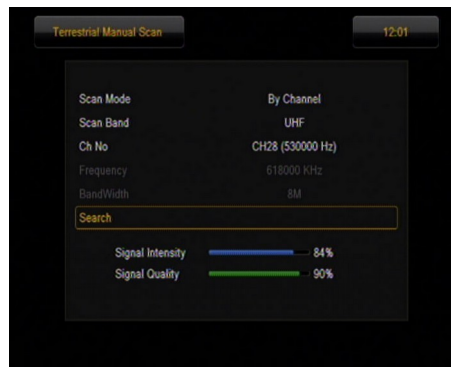 Terrestrial Manual Scan 12:01
Scan Mode By Channel
Scan Band UHF
Ch No CH28 (530000 Hz)
Frequency 618000 KHz
BandWidth 8M
Search
Signal Intensity 84%
Signal Quality 90%